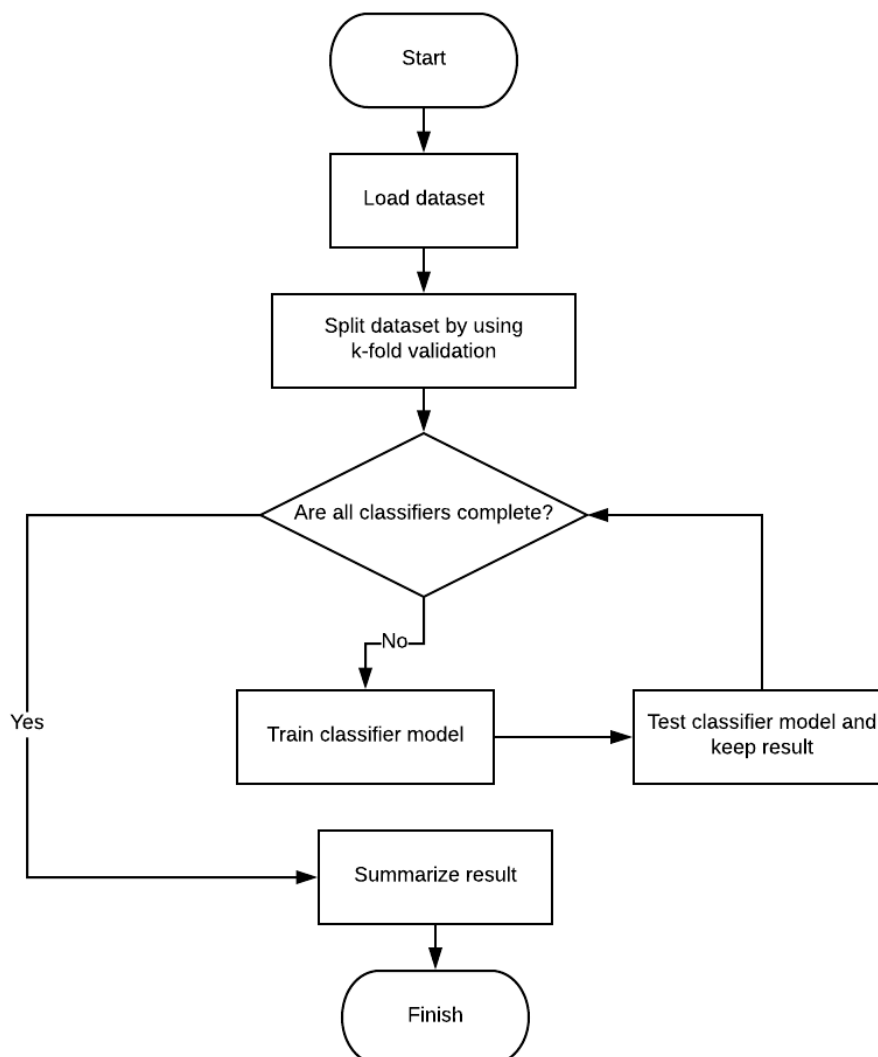 Start
Load dataset
Split dataset by using
k-fold validation
Are all classifiers complete?
No
Yes
Train classifier model
Test classifier model and
keep result
Summarize result
Finish